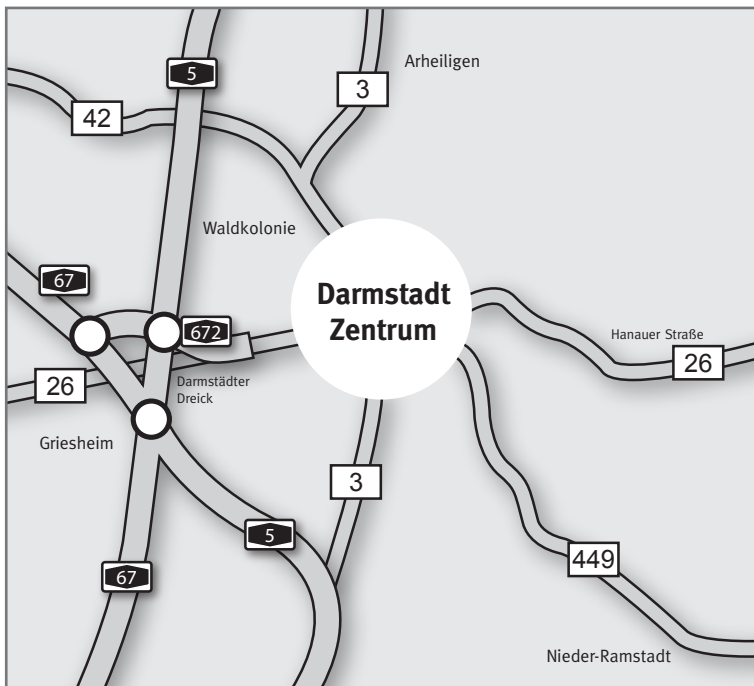 5
Arheiligen
3
42
Waldkolonie
67
Darmstadt
Zentrum
672
Hanauer Straße
26
26
Darmstädter
Dreick
Griesheim
3
5
449
67
Nieder-Ramstadt